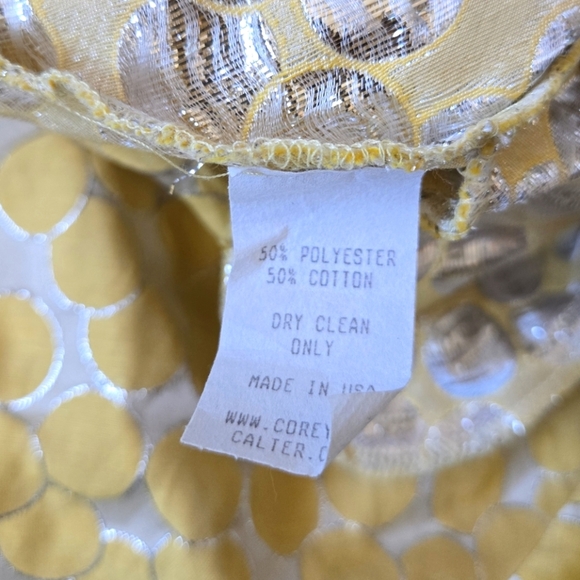 50% POLYESTER
50% COTTON
DRY CLEAN
ONLY
MADE IN USA
WWW.COREY
CALTER.C